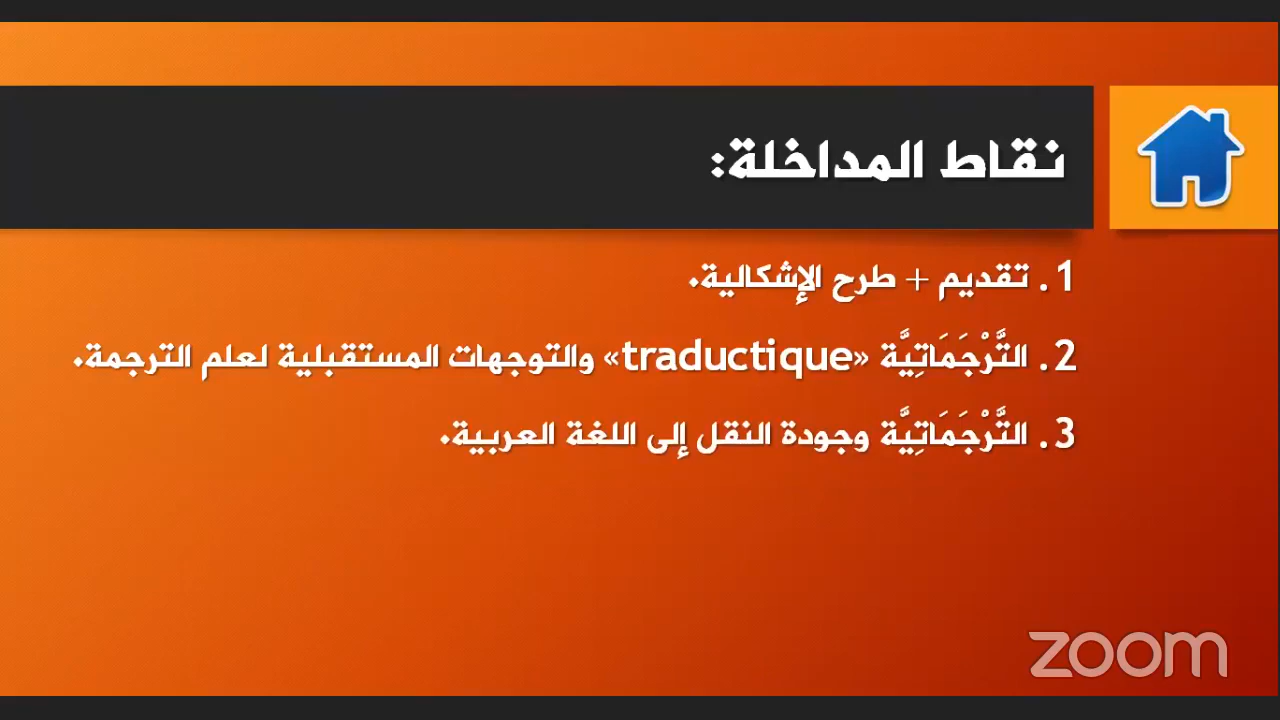 نقاط المداخلة:
1. تقديم + طرح الإشكالية.
2. التَّرْجَمَاتِيَّة «traductique» والتوجهات المستقبلية لعلم الترجمة.
3. التَّرْجَمَاتِيَّة وجودة النقل إلى اللغة العربية.
zoom